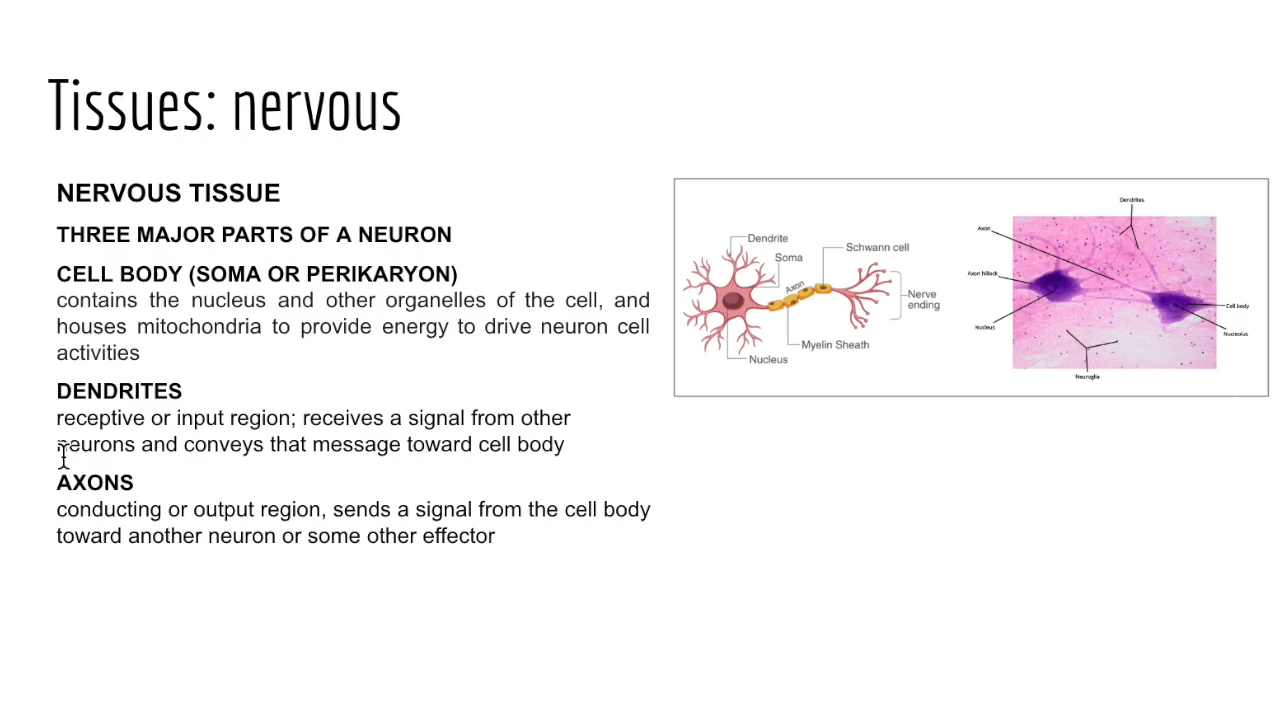 Tissues: nervous
NERVOUS TISSUE
THREE MAJOR PARTS OF A NEURON
CELL BODY (SOMA OR PERIKARYON)
contains the nucleus and other organelles of the cell, and
houses mitochondria to provide energy to drive neuron cell
activities
DENDRITES
receptive or input region; receives a signal from other
neurons and conveys that message toward cell body
AXONS
conducting or output region, sends a signal from the cell body
toward another neuron or some other effector
Dendrite
Soma
Schwann cell
Axon
Nerve
ending
Myelin Sheath
Nucleus
Dendrites
Axon
Axon hillock
Cell body
Nucleus
Nucleolus
Neuroglia